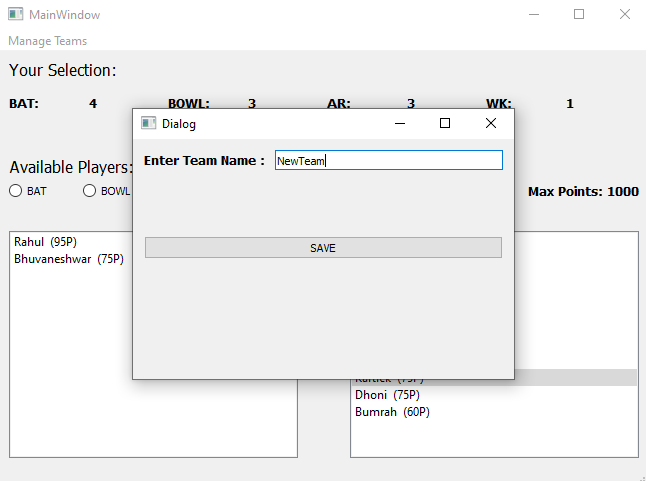 MainWindow
Manage Teams
Your Selection:
BAT: 4 BOWL: 3 AR: 3 WK: 1
Dialog
Enter Team Name : NewTeam
Available Players:
BAT BOWL Max Points: 1000
SAVE
Rahul (95P)
Bhuvaneshwar (75P)
Kartick (75P)
Dhoni (75P)
Bumrah (60P)